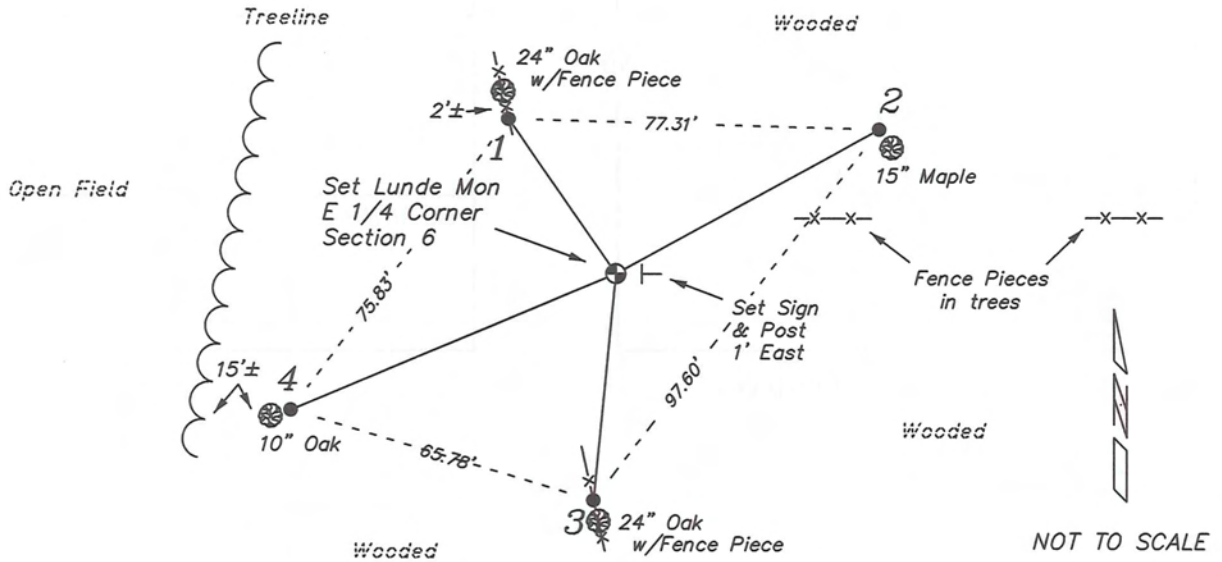 Treeline
Wooded
24" Oak
w/Fence Piece
2'±
1
77.31'
2
15" Maple
Open Field
Set Lunde Mon
E 1/4 Corner
Section 6
Fence Pieces
in trees
75.83'
Set Sign
& Post
1' East
97.60'
15'±
4
10" Oak
65.78'
Wooded
3
24" Oak
w/Fence Piece
Wooded
N
NOT TO SCALE